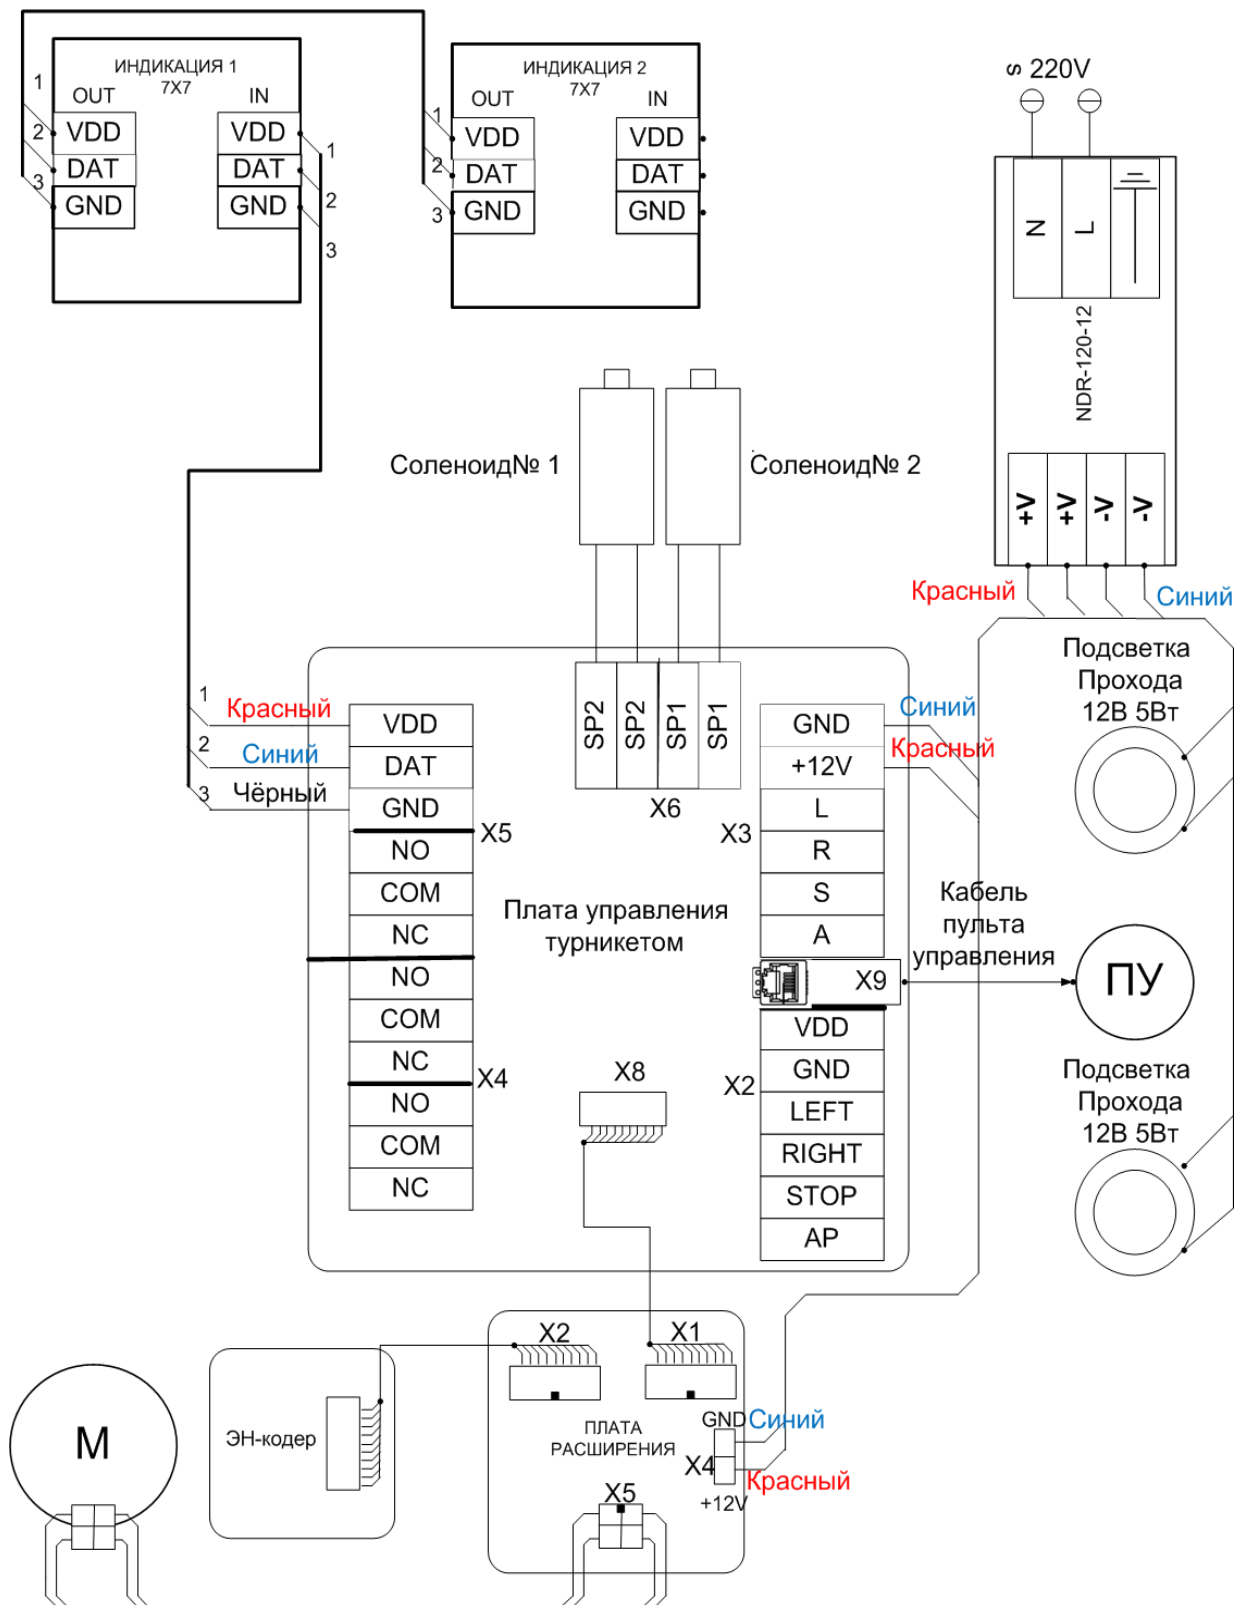 ИНДИКАЦИЯ 1
7X7
OUT
IN
1
2
3
VDD
DAT
GND
VDD
DAT
GND
1
2
3
ИНДИКАЦИЯ 2
7X7
OUT
IN
1
2
3
VDD
DAT
GND
VDD
DAT
GND
s 220V
N
L
NDR-120-12
+V
+V
-V
-V
Красный
Синий
Соленоид№ 1
Соленоид№ 2
Подсветка
Прохода
12В 5Вт
1
2
3
Красный
Синий
Чёрный
VDD
DAT
GND
X5
NO
COM
NC
NO
COM
NC
X4
NO
COM
NC
SP2
SP2
SP1
SP1
X6
Плата управления
турникетом
X8
X3
GND
+12V
L
R
S
A
Синий
Красный
X9
Кабель
пульта
управления
ПУ
X2
VDD
GND
LEFT
RIGHT
STOP
AP
Подсветка
Прохода
12В 5Вт
М
ЭН-кодер
X2
X1
ПЛАТА
РАСШИРЕНИЯ
GND
Синий
X4
Красный
+12V
X5